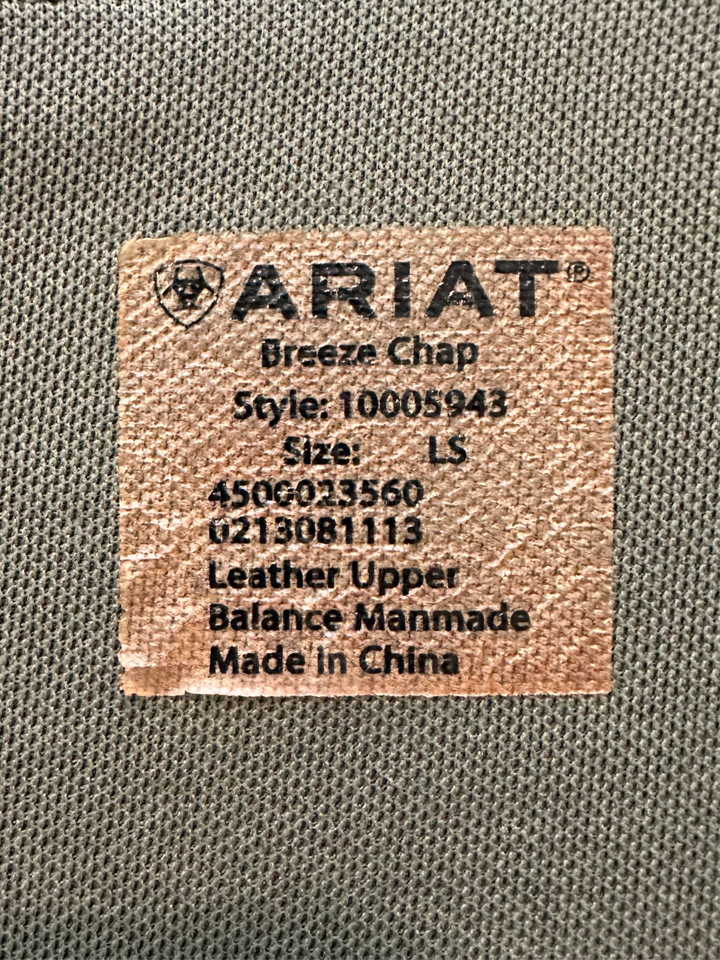 ARIAT®
Breeze Chap
Style: 10005943
Size: LS
4500023560
0213081113
Leather Upper
Balance Manmade
Made in China